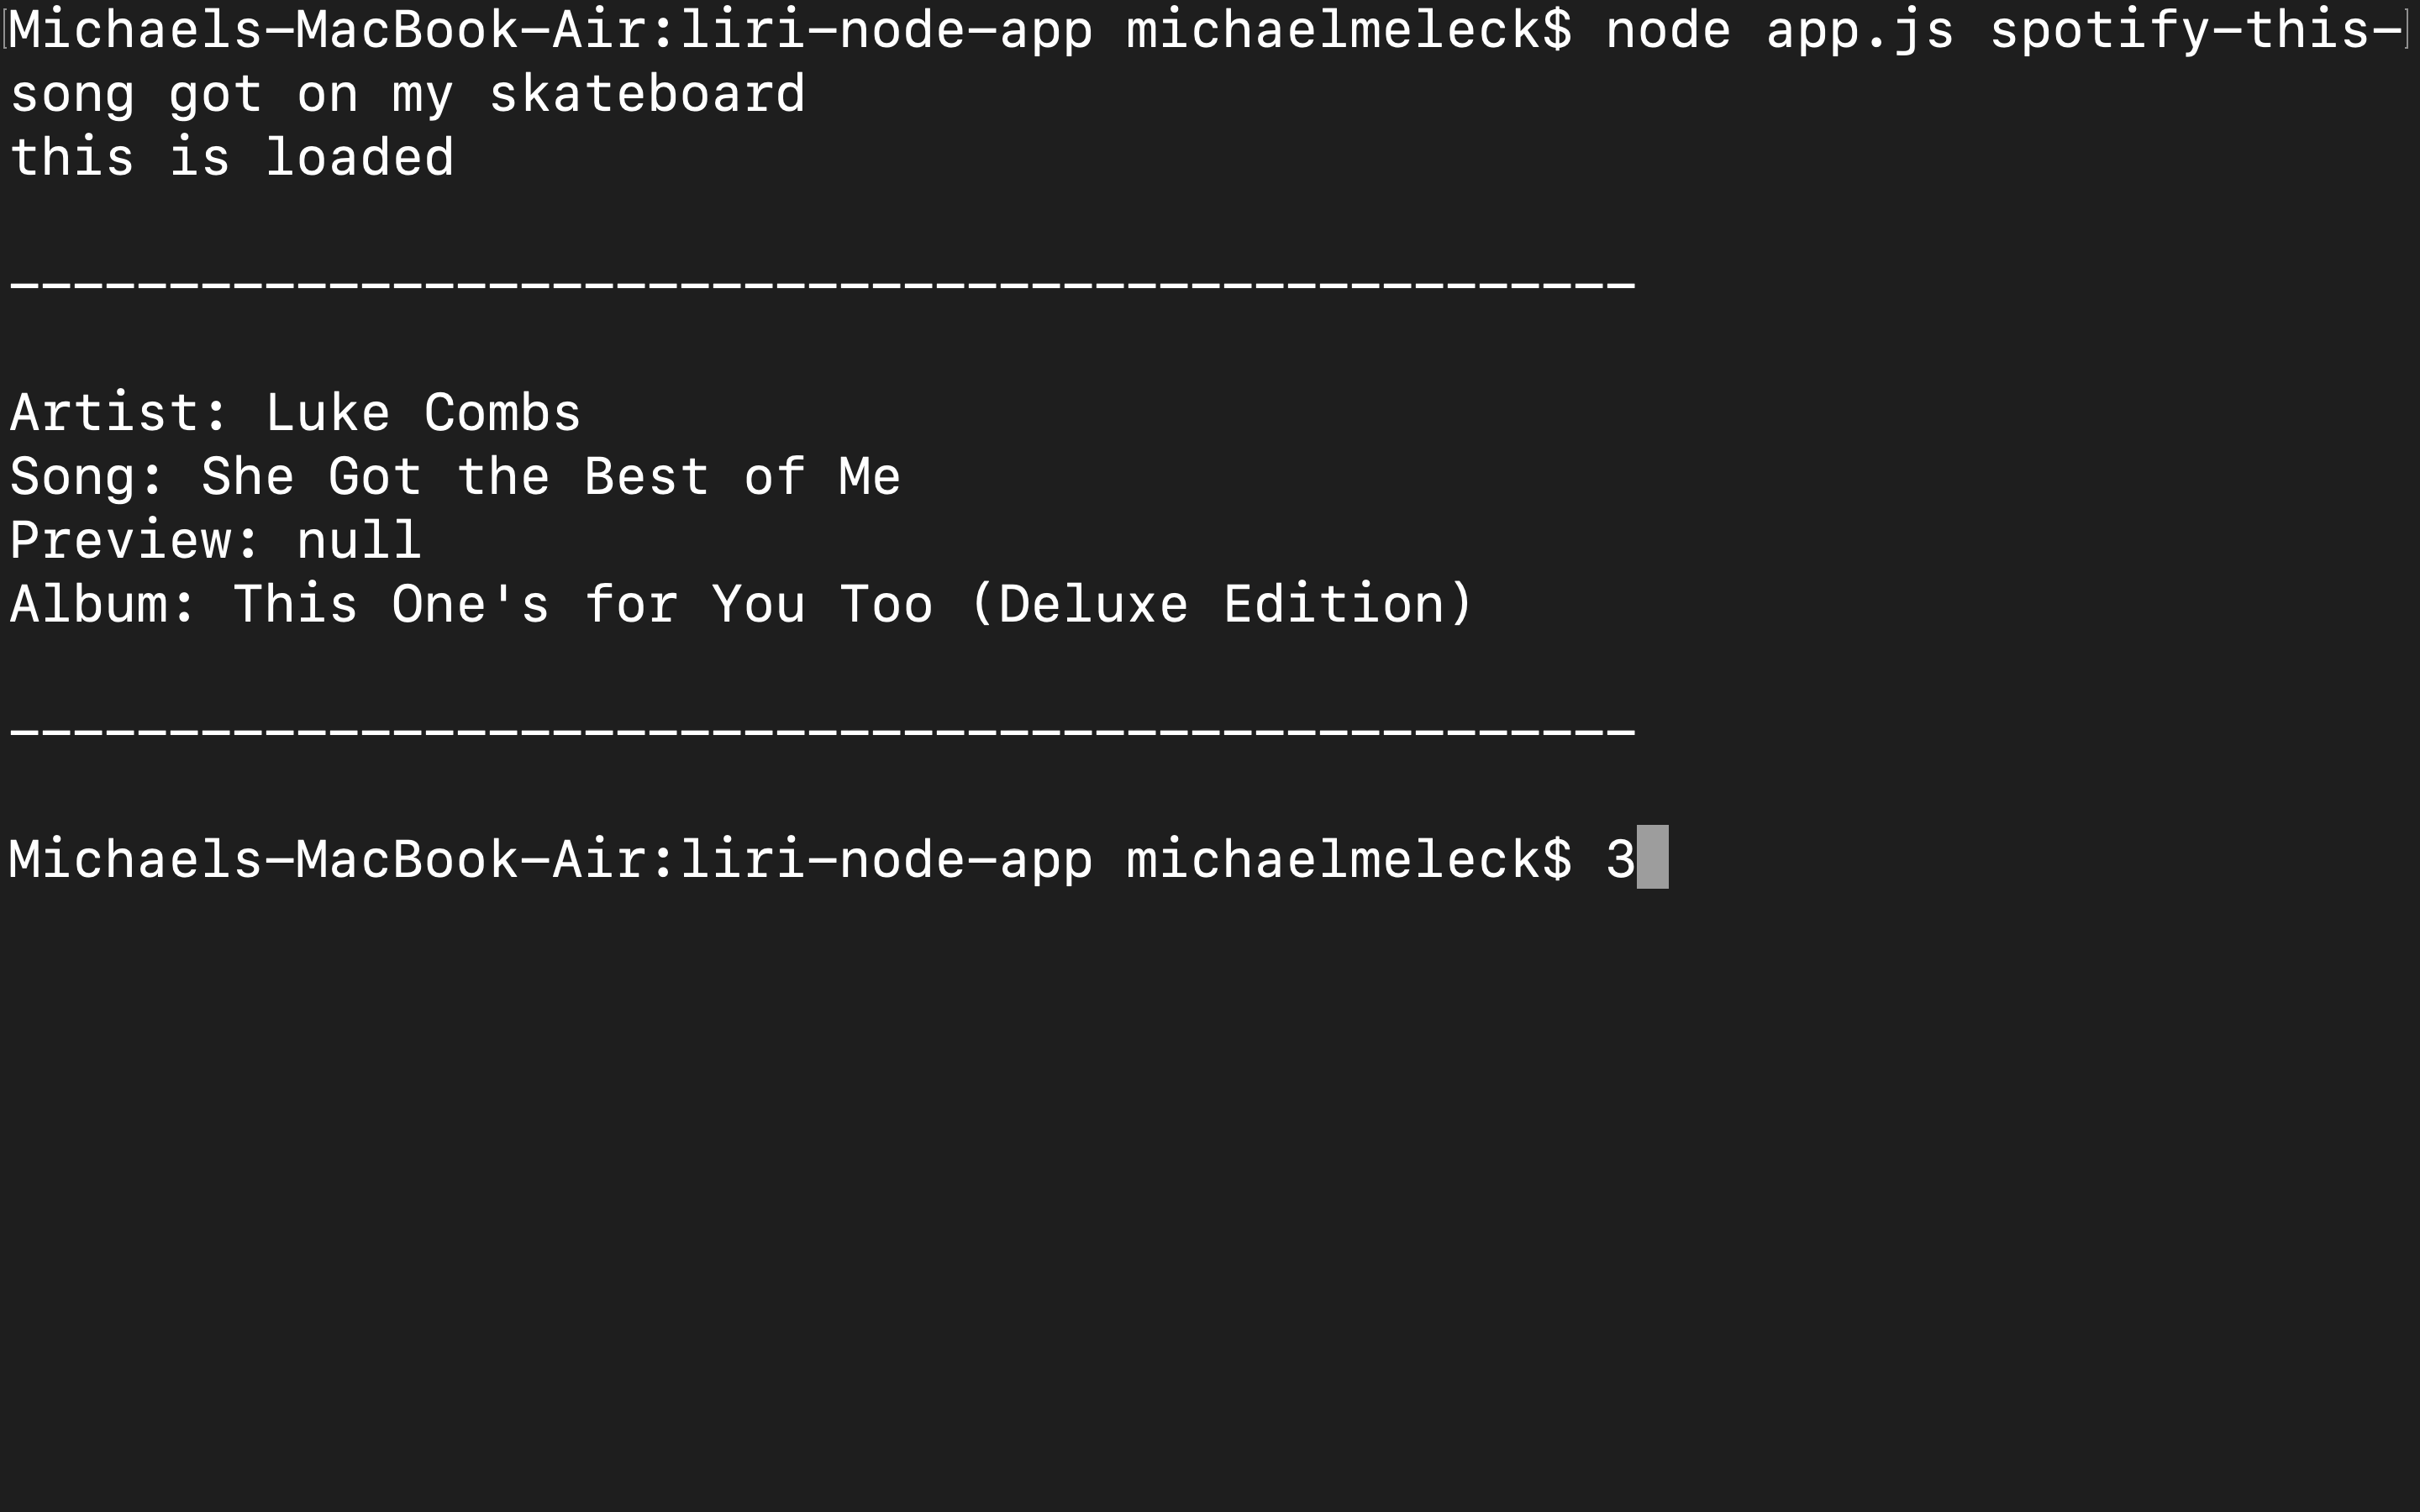 Michaels-MacBook-Air:liri-node-app michaelmeleck$ node app.js spotify-this-
song got on my skateboard
this is loaded
---------------------------------------------------
Artist: Luke Combs
Song: She Got the Best of Me
Preview: null
Album: This One's for You Too (Deluxe Edition)
---------------------------------------------------
Michaels-MacBook-Air:liri-node-app michaelmeleck$ 3